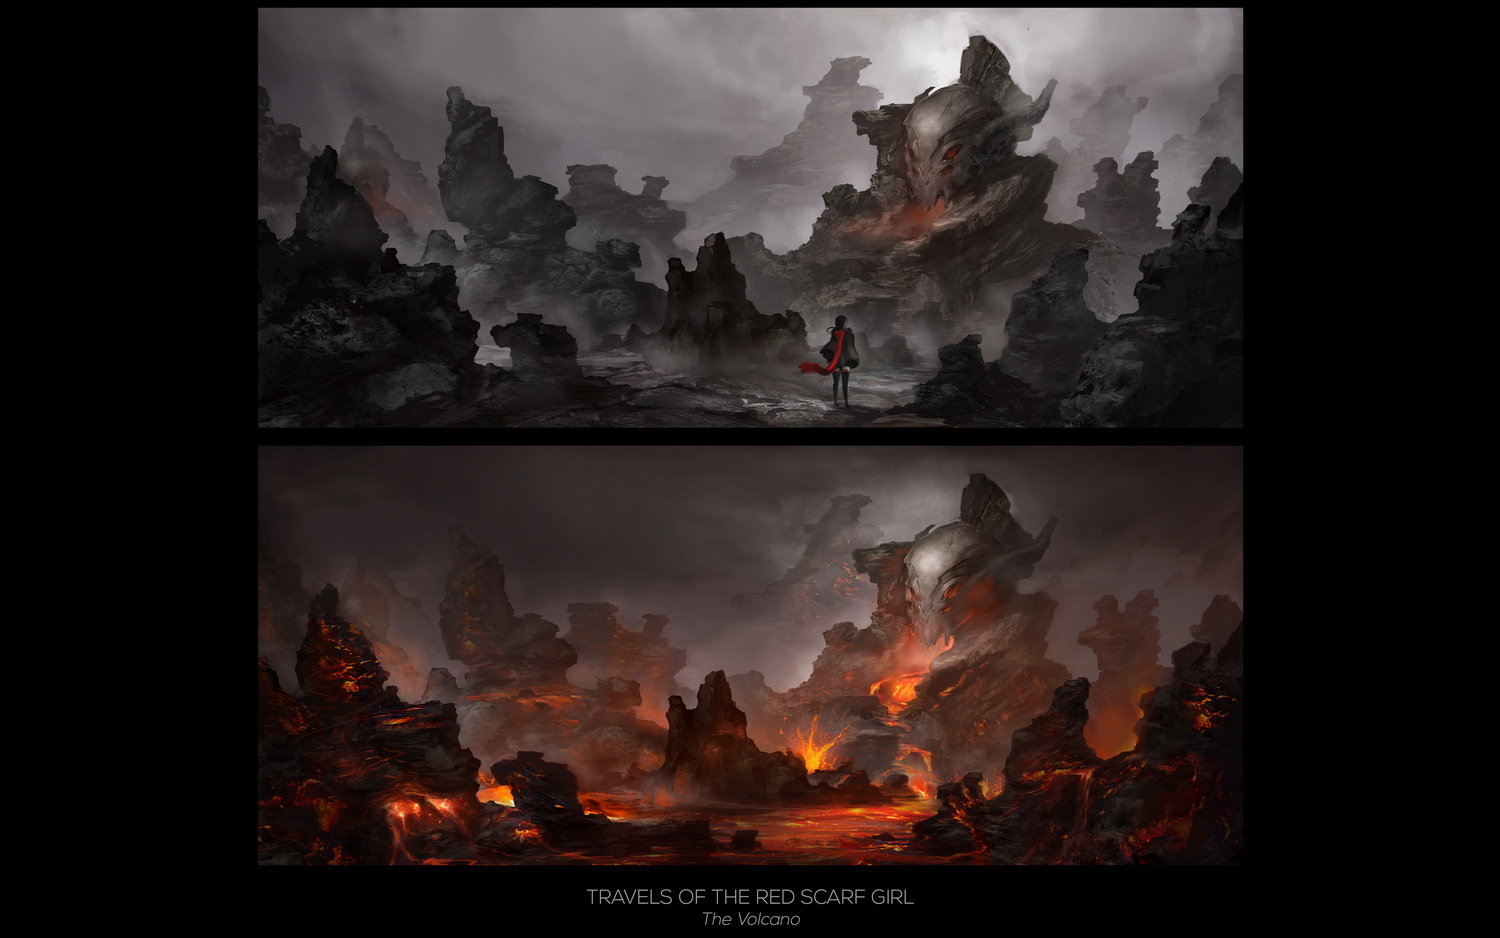 TRAVELS OF THE RED SCARF GIRL
The Volcano